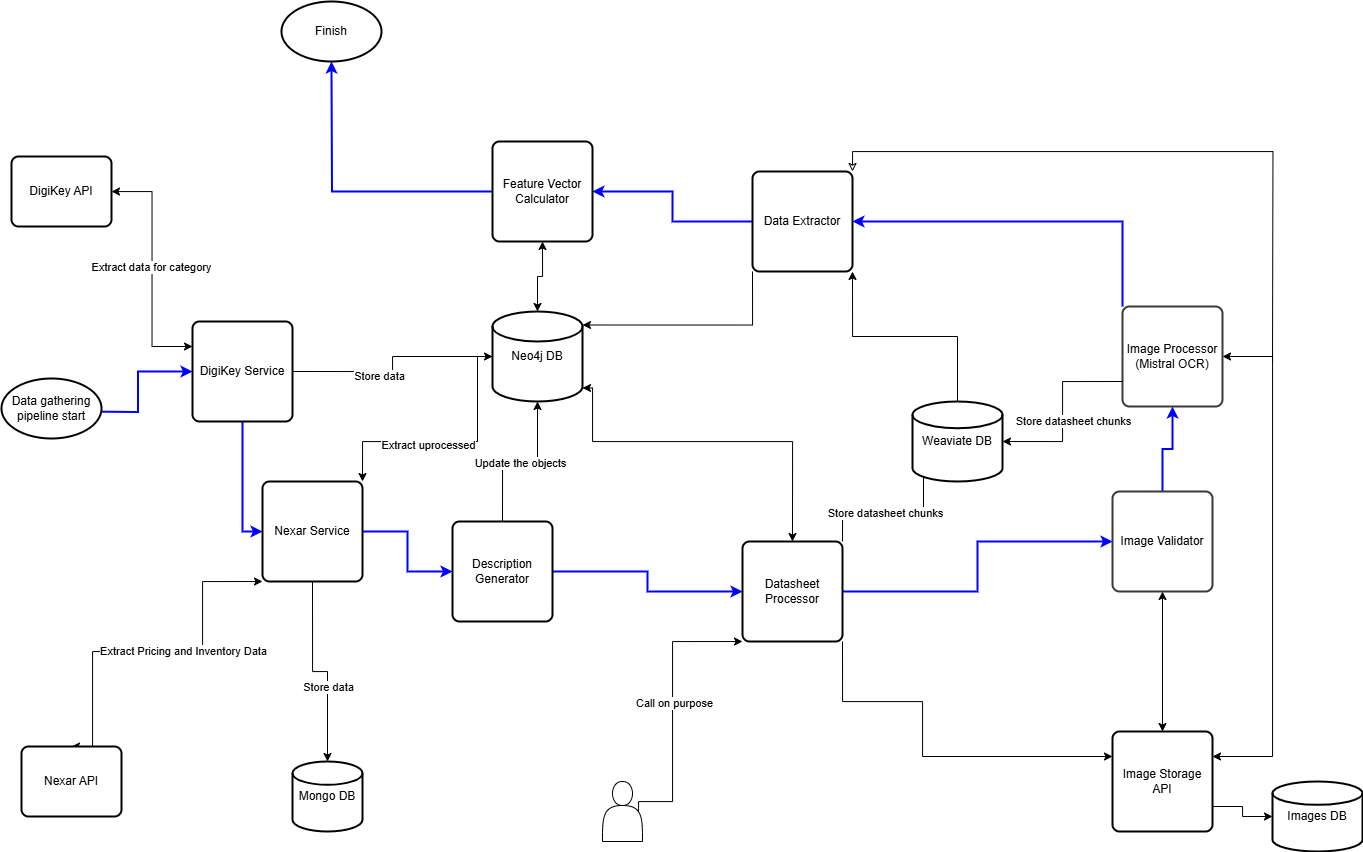 Finish
DigiKey API
Feature Vector
Calculator
Data Extractor
Extract data for category
DigiKey Service
Neo4j DB
Image Processor
(Mistral OCR)
Store data
Data gathering
pipeline start
Store datasheet chunks
Weaviate DB
Extract uprocessed
Update the objects
Store datasheet chunks
Nexar Service
Image Validator
Description
Generator
Datasheet
Processor
Extract Pricing and Inventory Data
Store data
Call on purpose
Nexar API
Mongo DB
Image Storage
API
Images DB